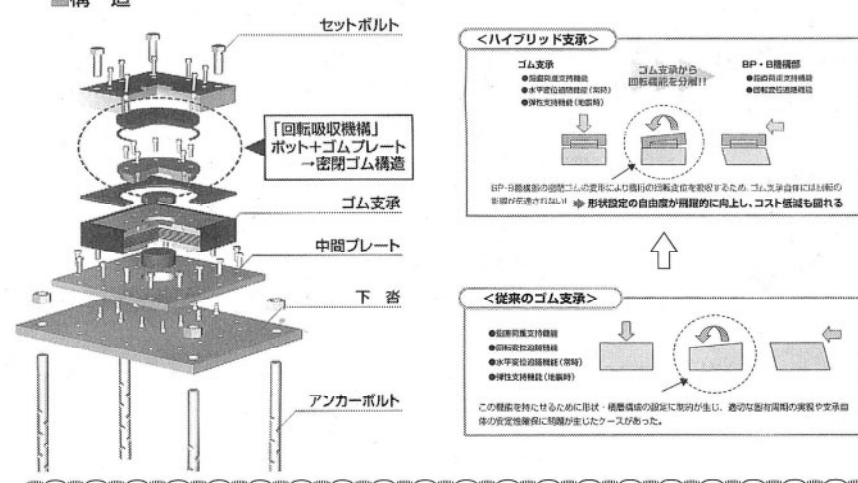 構 造
セットボルト
「回転吸収機構」
ポット+ゴムプレート
→密閉ゴム構造
ゴム支承
中間プレート
下 沓
アンカーボルト
<ハイブリッド支承>
ゴム支承
●鉛直荷重支持機能
●水平変位追随機能(常時)
●弾性支持機能(地震時)
ゴム支承から
回転機能を分離!!
BP・B機構部
●鉛直荷重支持機能
●回転変位追随機能
BP・B機構部の密閉ゴムの変形により橋桁の回転変位を吸収するため、ゴム支承自体には回転の
影響が伝達されない! 形状設定の自由度が飛躍的に向上し、コスト低減も図れる
<従来のゴム支承>
●鉛直荷重支持機能
●回転変位追随機能
●水平変位追随機能(常時)
●弾性支持機能(地震時)
この機能を持たせるために形状・積層構成の設定に制約が生じ、適切な固有周期の実現や支承自
体の安定性確保に問題が生じたケースがあった。